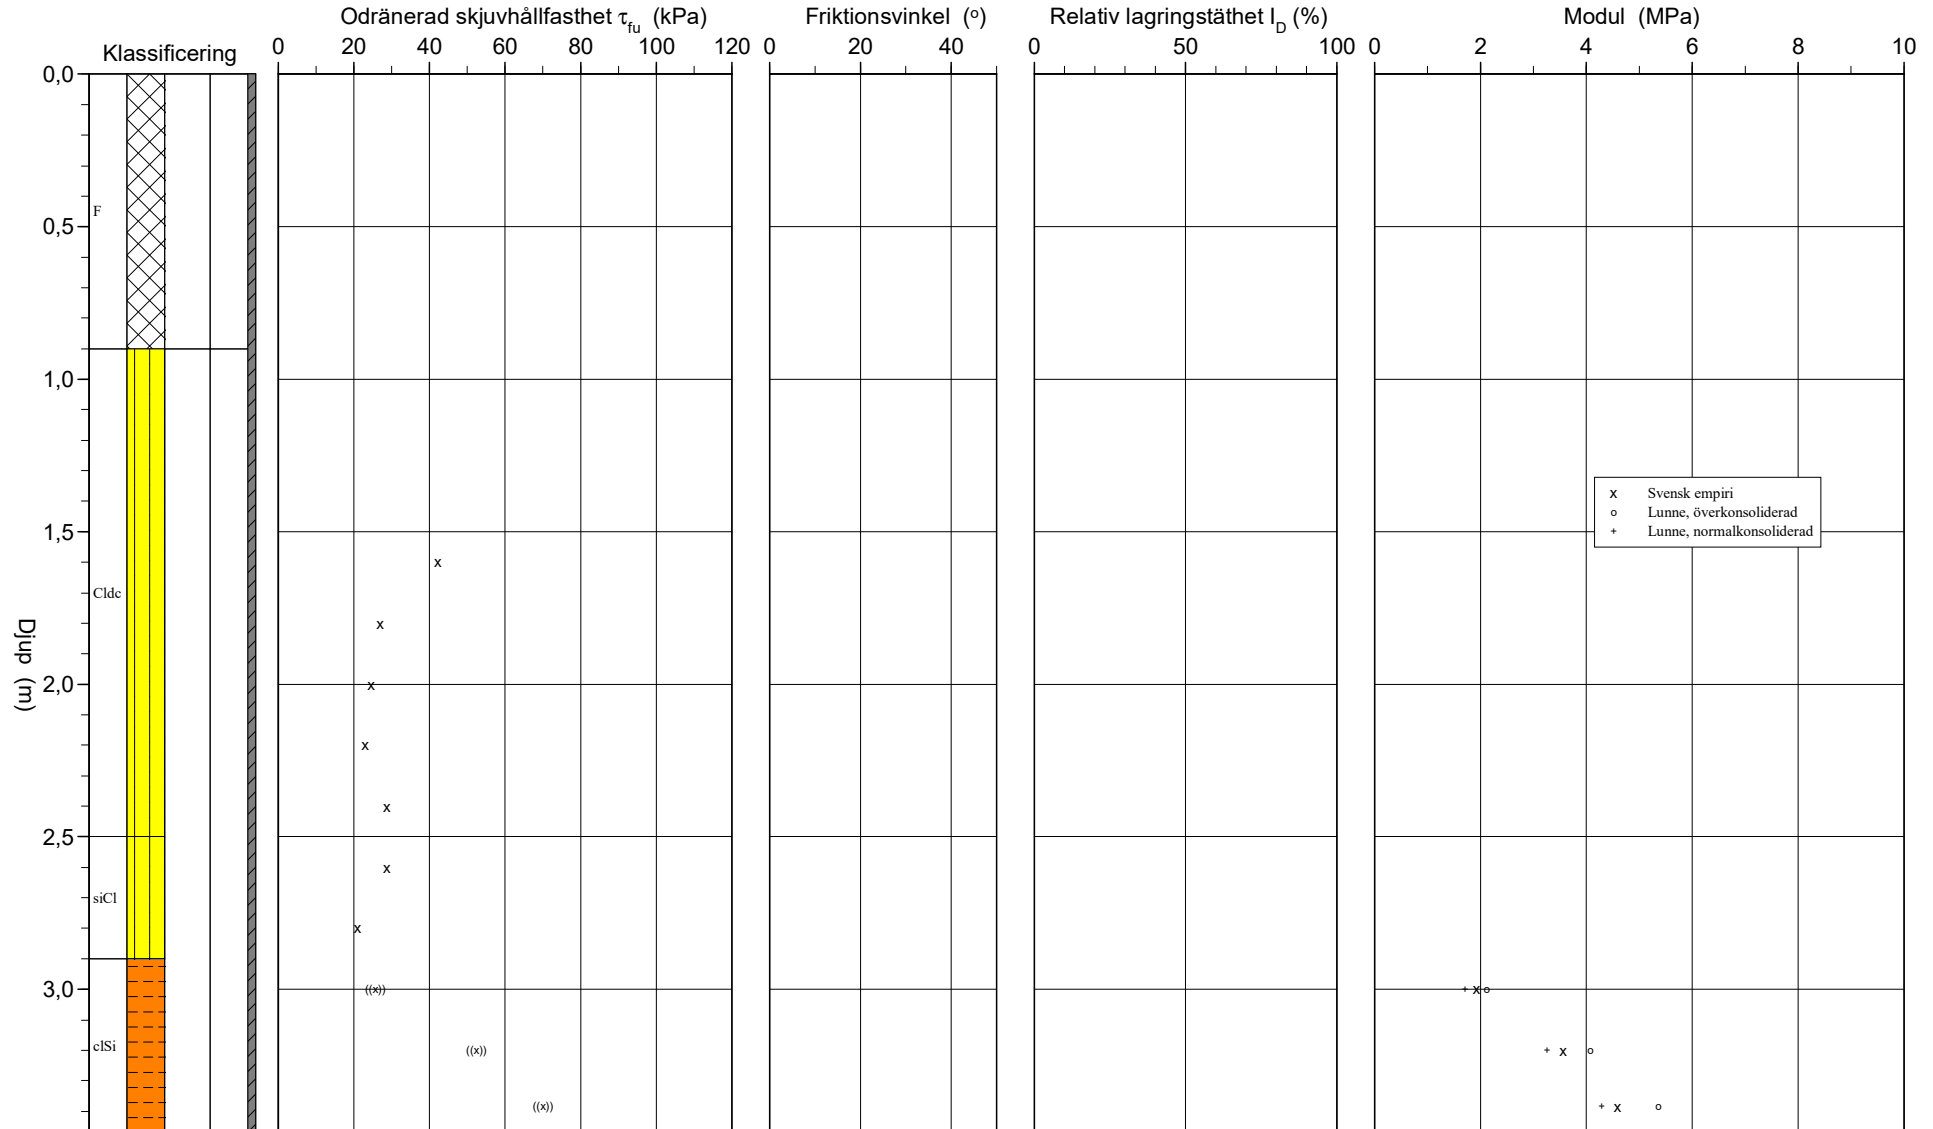 Odränerad skjuvhållfasthet τfu (kPa)
Friktionsvinkel (o)
Relativ lagringstäthet ID (%)
Modul (MPa)
Klassificering
0 20 40 60 80 100 120
0 20 40
0 50 100
0 2 4 6 8 10
0,0
F
0,5
1,0
x Svensk empiri
o Lunne, överkonsoliderad
+ Lunne, normalkonsoliderad
1,5
x
Cldc
x
Djup (m)
2,0
x
x
x
2,5
x
siCl
x
3,0
((x))
+ x o
clSi
((x))
+ x o
((x))
+ x o